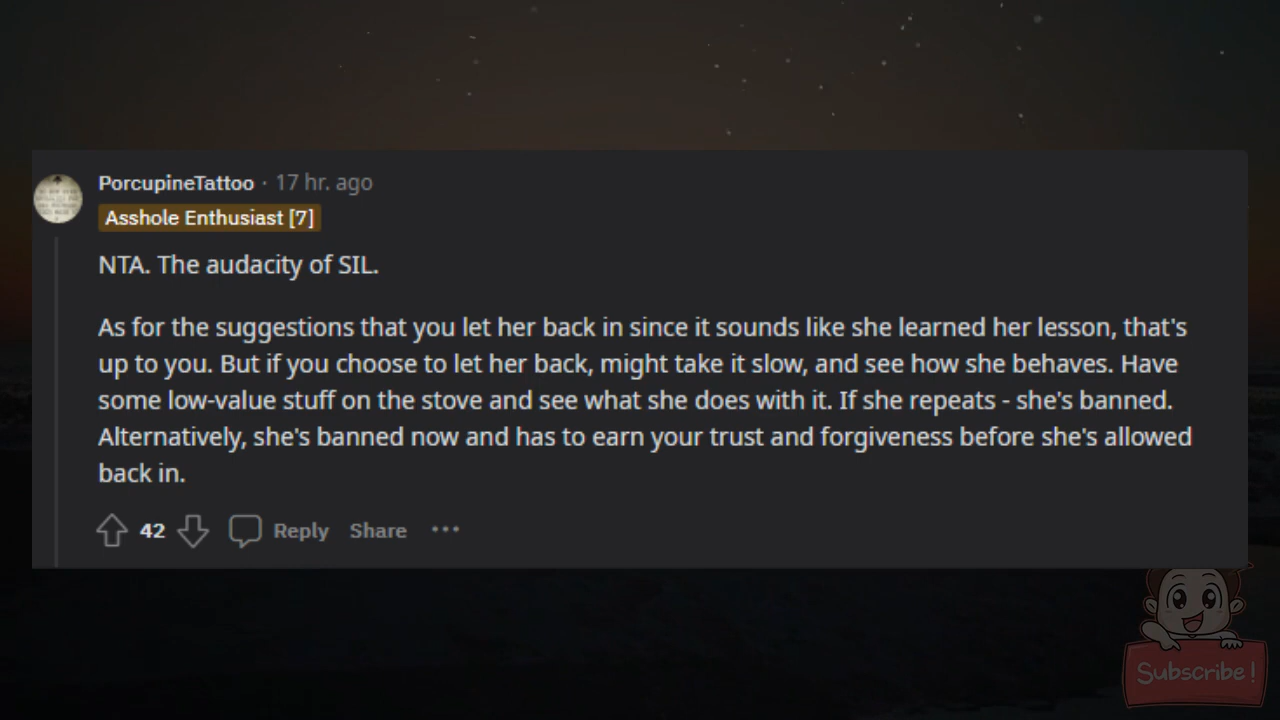 PorcupineTattoo · 17 hr. ago
Asshole Enthusiast [7]
NTA. The audacity of SIL.
As for the suggestions that you let her back in since it sounds like she learned her lesson, that's
up to you. But if you choose to let her back, might take it slow, and see how she behaves. Have
some low-value stuff on the stove and see what she does with it. If she repeats - she's banned.
Alternatively, she's banned now and has to earn your trust and forgiveness before she's allowed
back in.
42 Reply Share ···
Subscribe!